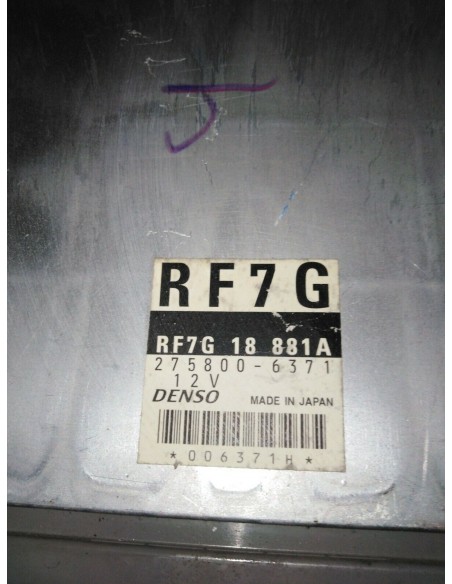 J
RF7G
RF7G 18 881A
275800-6371
12V
DENSO MADE IN JAPAN
*006371H*